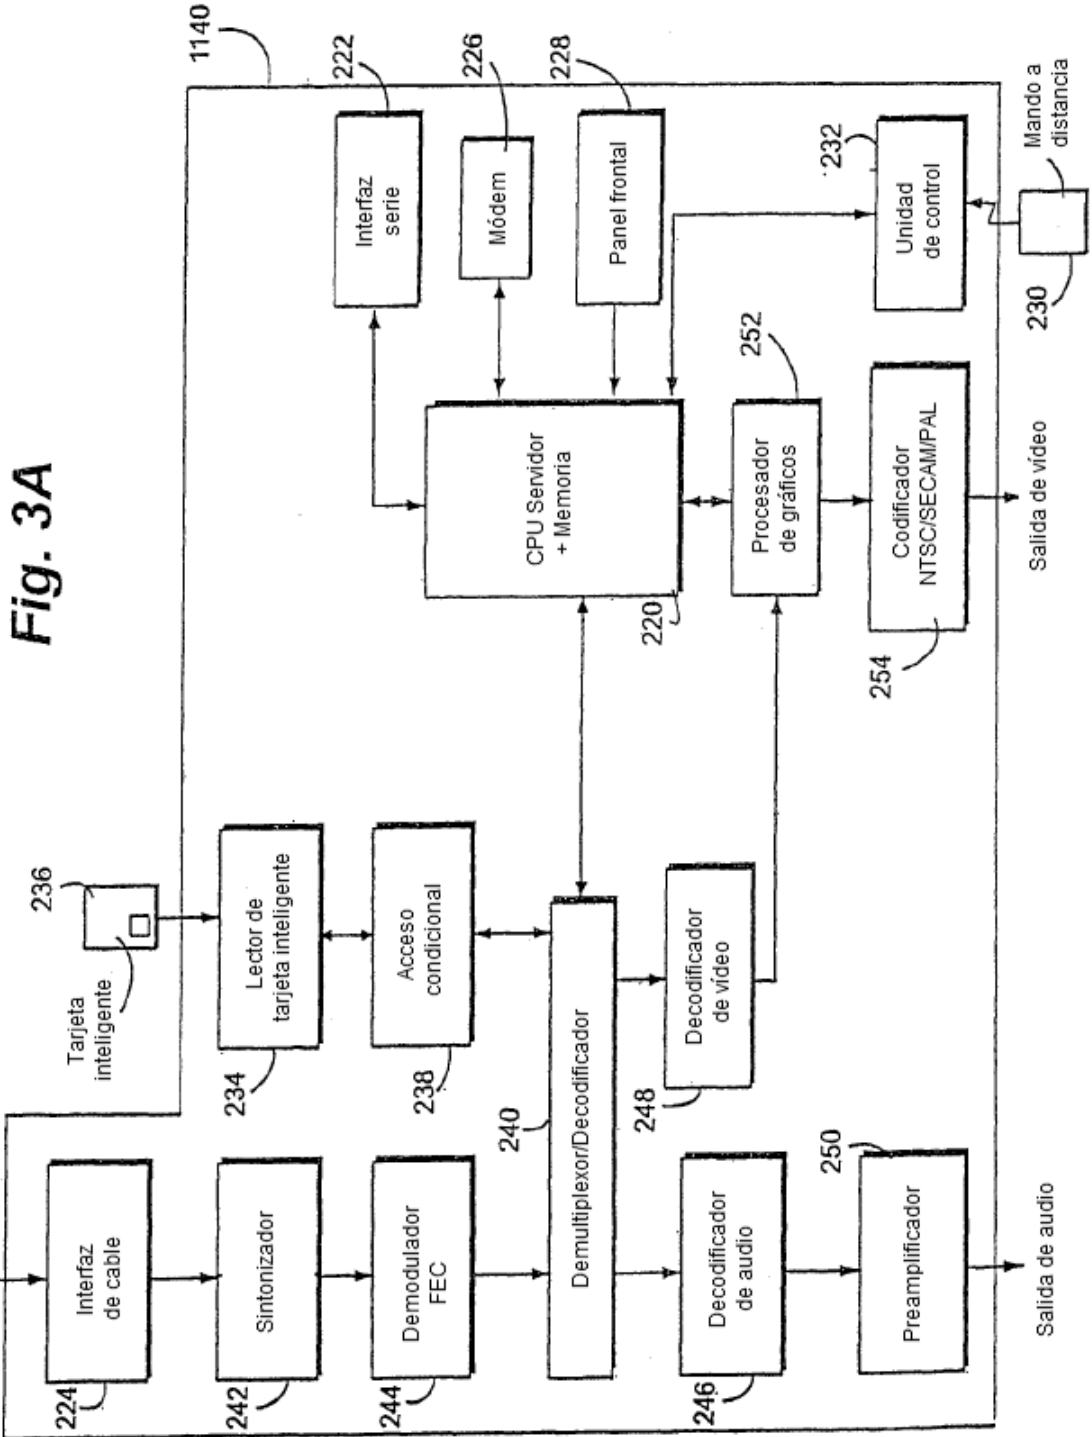 Fig. 3A
1140
236
Tarjeta
inteligente
224
Interfaz
de cable
234
Lector de
tarjeta inteligente
222
Interfaz
serie
242
Sintonizador
238
Acceso
condicional
226
Módem
244
Demodulador
FEC
228
Panel frontal
CPU Servidor
+ Memoria
220
240
Demultiplexor/Decodificador
248
Decodificador
de vídeo
252
Procesador
de gráficos
232
Unidad
de control
246
Decodificador
de audio
250
Preamplificador
254
Codificador
NTSC/SECAM/PAL
230
Mando a
distancia
Salida de audio
Salida de vídeo